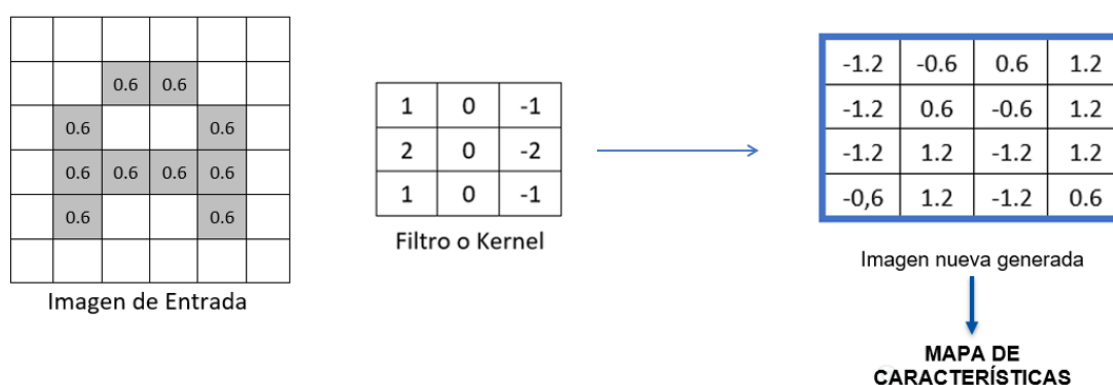 0.6 0.6
0.6 0.6
0.6 0.6 0.6 0.6
0.6 0.6
Imagen de Entrada
1 0 -1
2 0 -2
1 0 -1
Filtro o Kernel
-1.2 -0.6 0.6 1.2
-1.2 0.6 -0.6 1.2
-1.2 1.2 -1.2 1.2
-0,6 1.2 -1.2 0.6
Imagen nueva generada
MAPA DE
CARACTERÍSTICAS